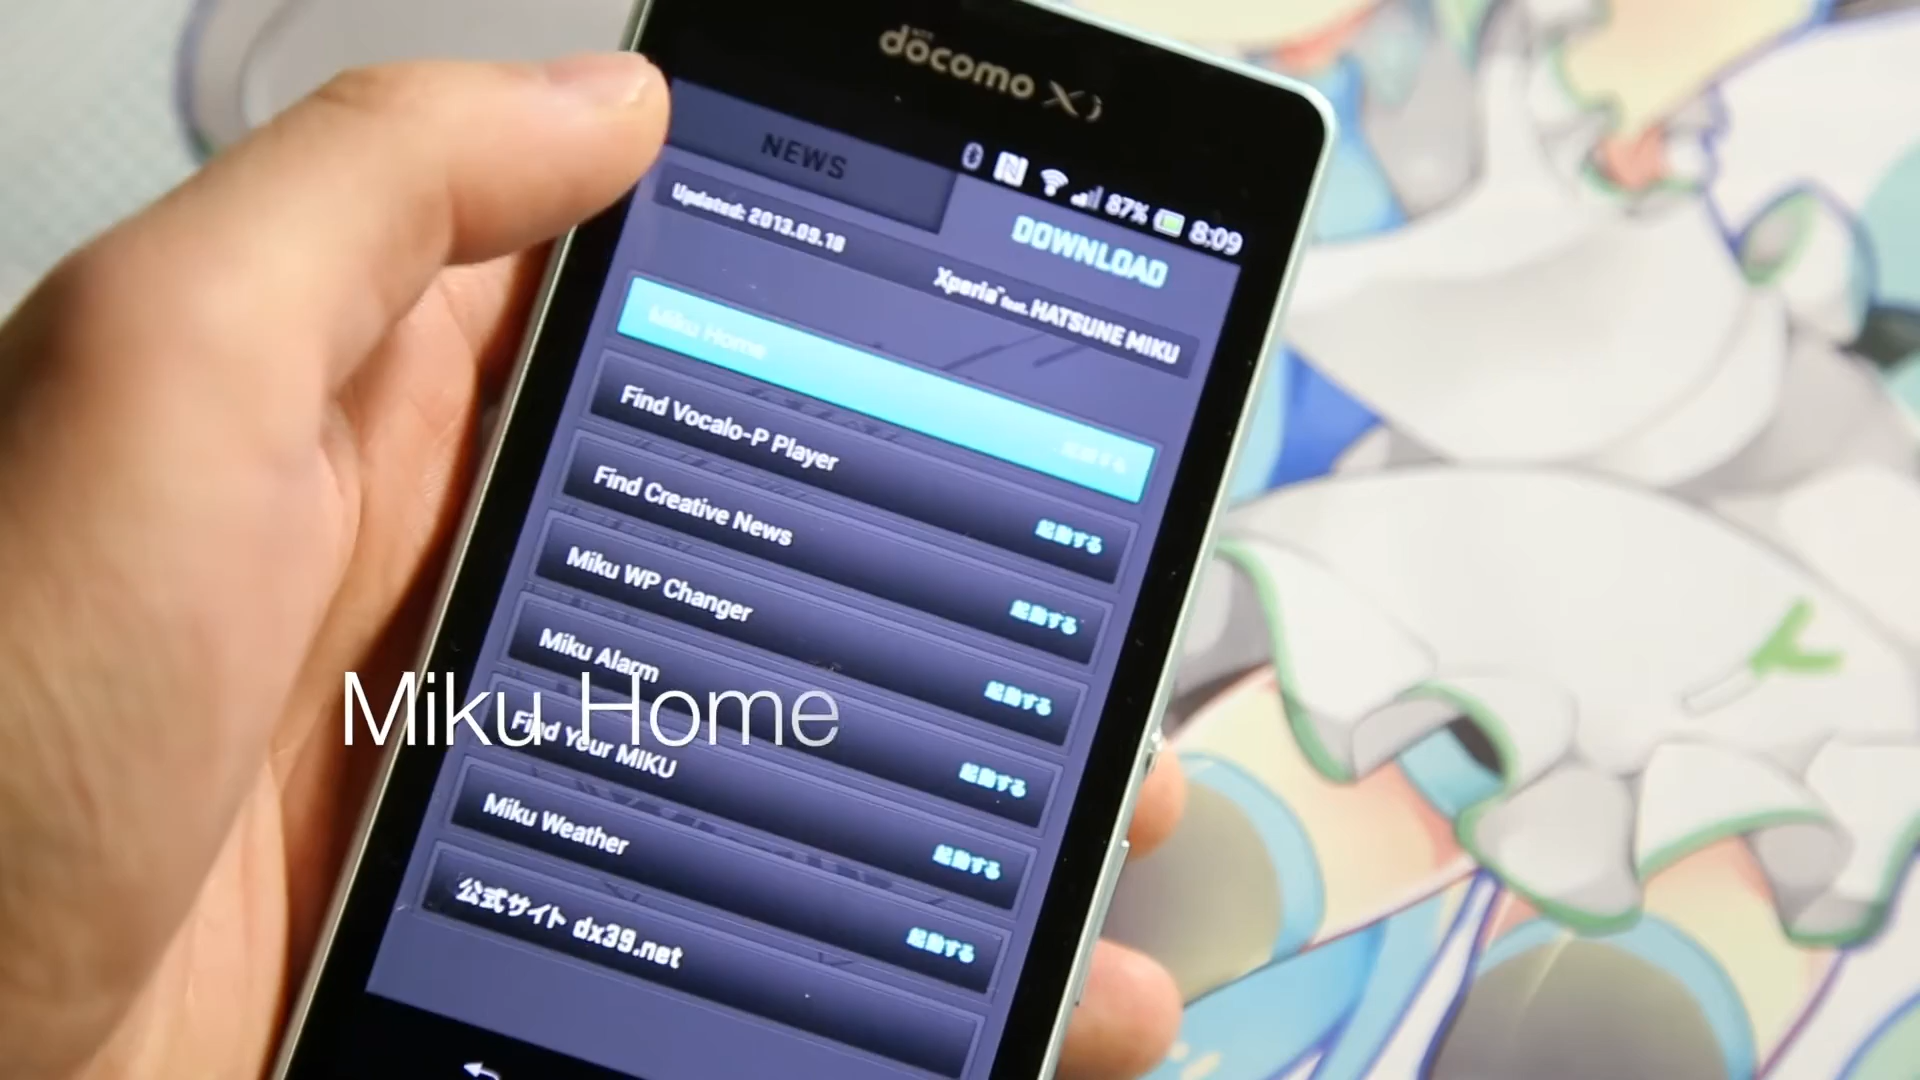 NTT
docomo Xi
87% 8:09
NEWS
DOWNLOAD
Updated: 2013.09.18
Xperia™ feat. HATSUNE MIKU
Miku Home
起動する
Find Vocalo-P Player
起動する
Find Creative News
起動する
Miku WP Changer
起動する
Miku Alarm
起動する
Find Your MIKU
起動する
Miku Weather
起動する
公式サイト dx39.net
Miku Home